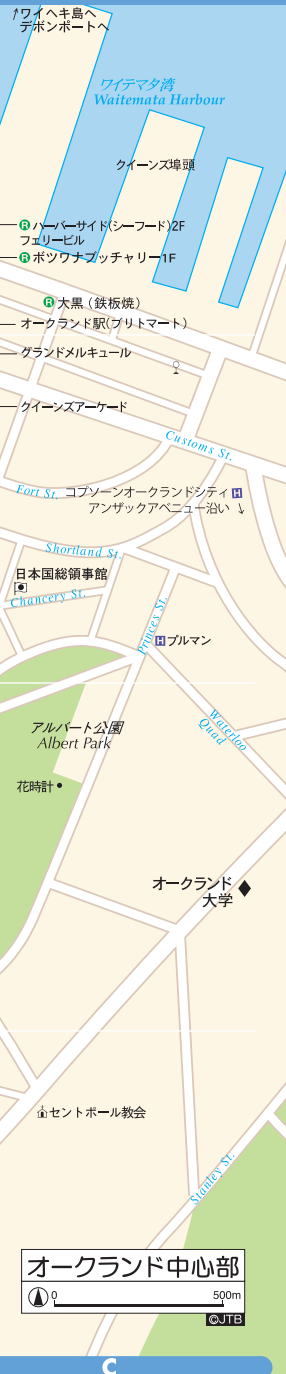 ↑ワイヘキ島へ
デボンポートへ
ワイテマタ湾
Waitemata Harbour
クイーンズ埠頭
R ハーバーサイド(シーフード)2F
フェリービル
R ボツワナブッチャリー1F
R 大黒(鉄板焼)
オークランド駅(ブリトマート)
グランドメルキュール
クイーンズアーケード
Customs St.
Fort St.
コプソーンオークランドシティ H
アンザックアベニュー沿い ↓
Shortland St.
日本国総領事館
Chancery St.
Princes St.
H プルマン
Waterloo
Quad
アルバート公園
Albert Park
花時計
オークランド
大学
セントポール教会
Stanley St.
オークランド中心部
0 500m
©JTB
C